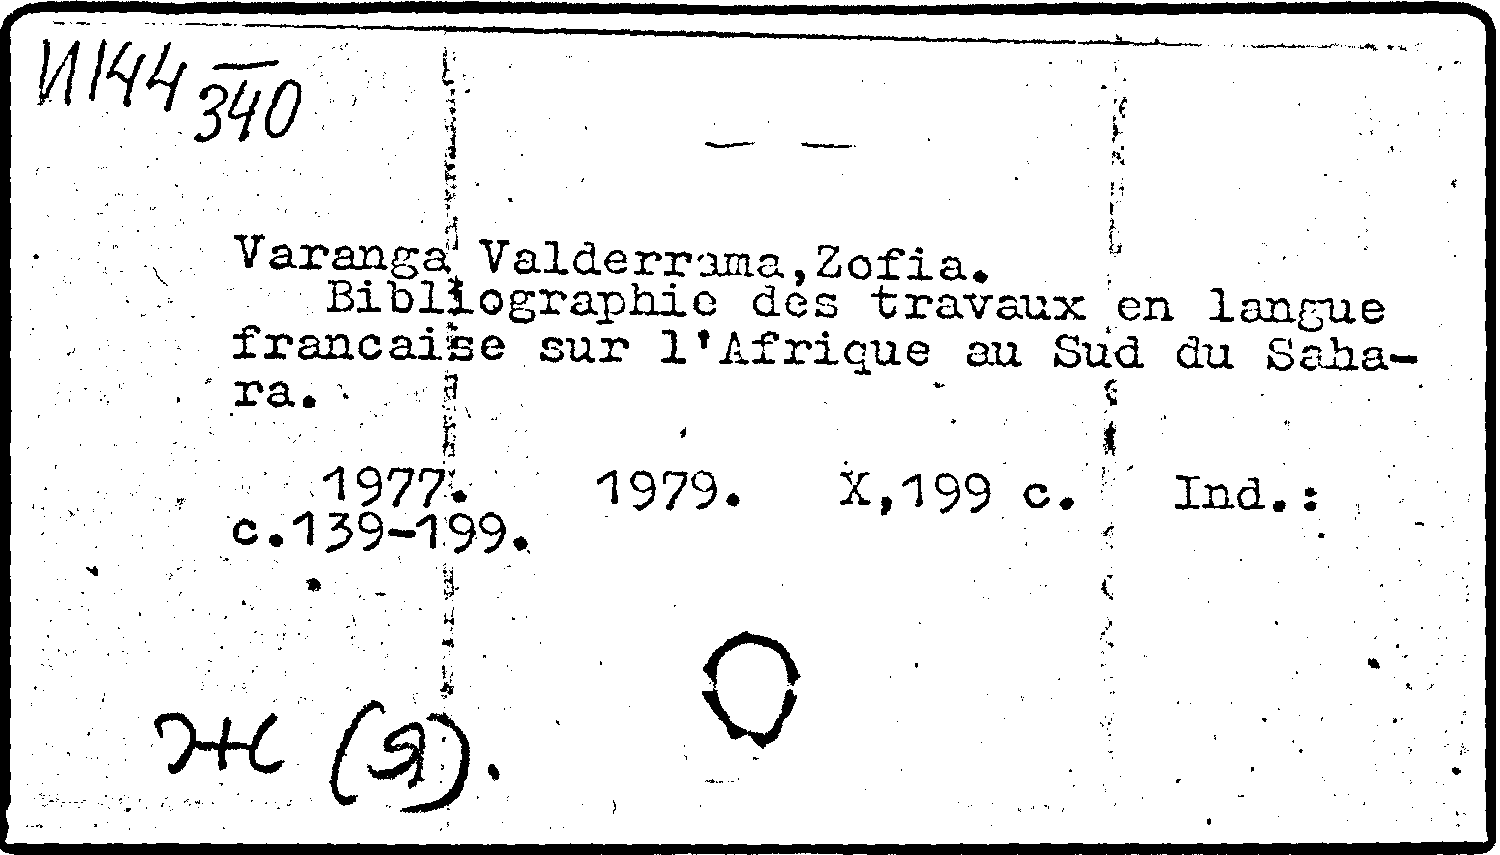 И144 340
— —
Varanga Valderrama,Zofia.
Bibliographie des travaux en langue
francaise sur l'Afrique au Sud du Saha-
ra.
1977. 1979. X,199 с. Ind.:
с.139-199.